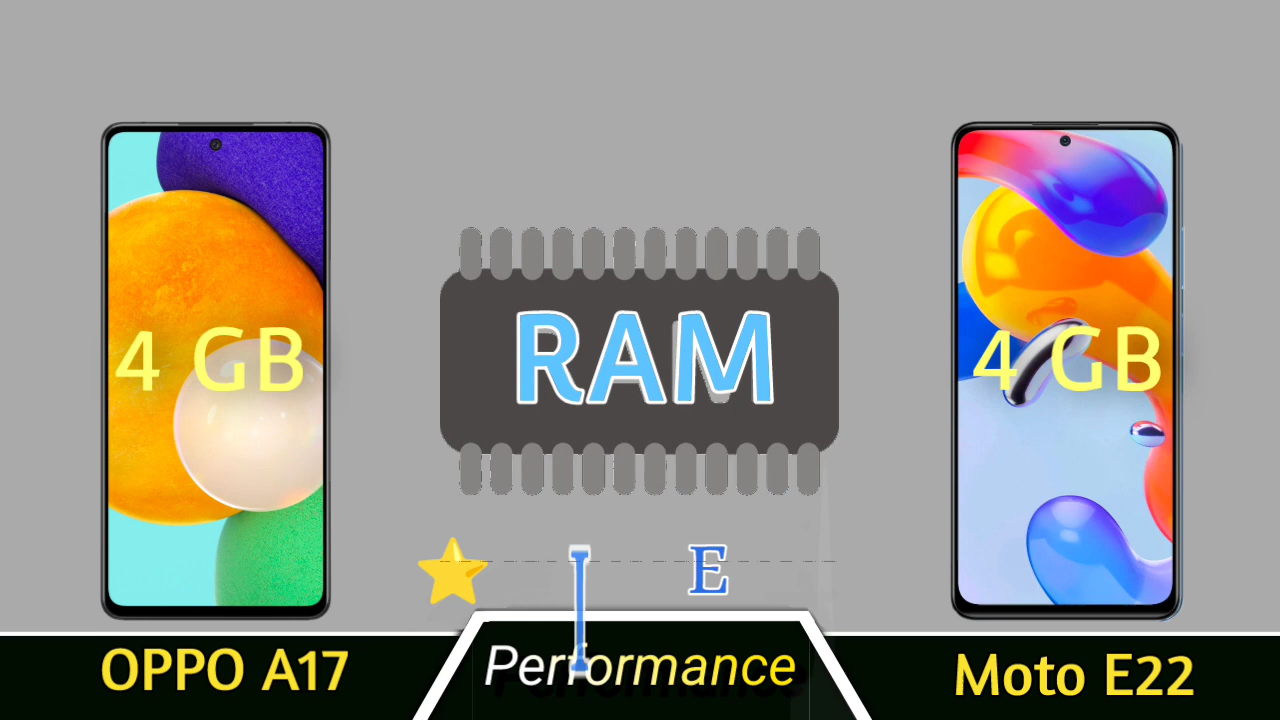 4 GB
RAM
4 GB
I E
OPPO A17
Performance
Moto E22